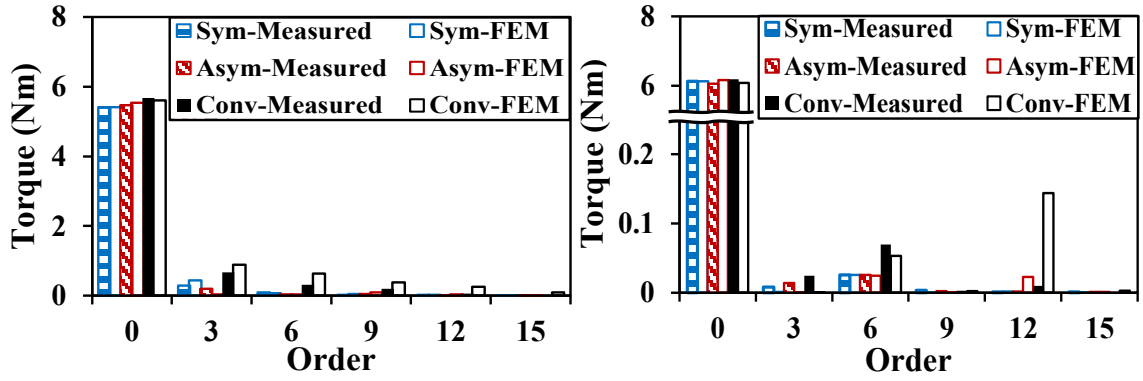 8
6
4
2
0
Torque (Nm)
Sym-Measured Sym-FEM
Asym-Measured Asym-FEM
Conv-Measured Conv-FEM
0 3 6 9 12 15
Order
8
6
0.2
0.1
0
Torque (Nm)
Sym-Measured Sym-FEM
Asym-Measured Asym-FEM
Conv-Measured Conv-FEM
0 3 6 9 12 15
Order